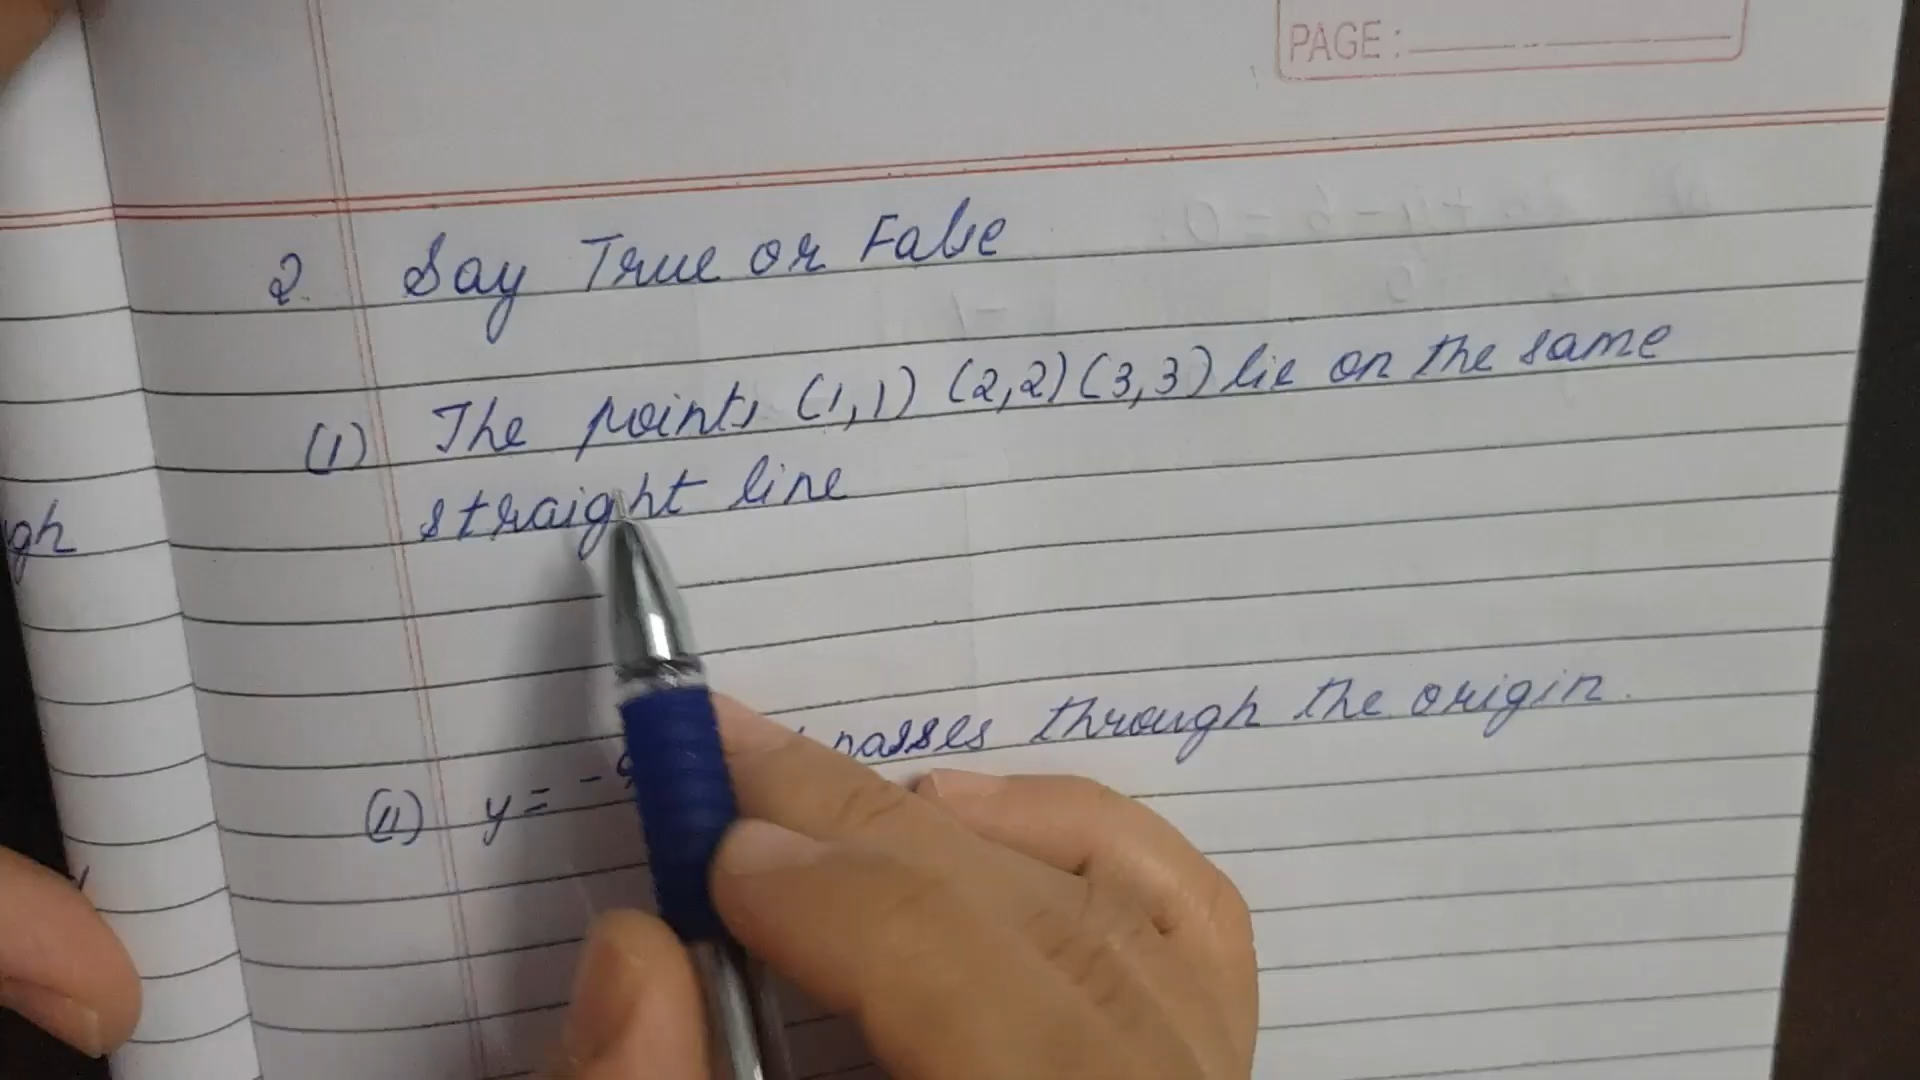 PAGE :
2. Say True or False
(i) The points (1,1) (2,2) (3,3) lie on the same
straight line
gh
(ii) y = - passes through the origin.